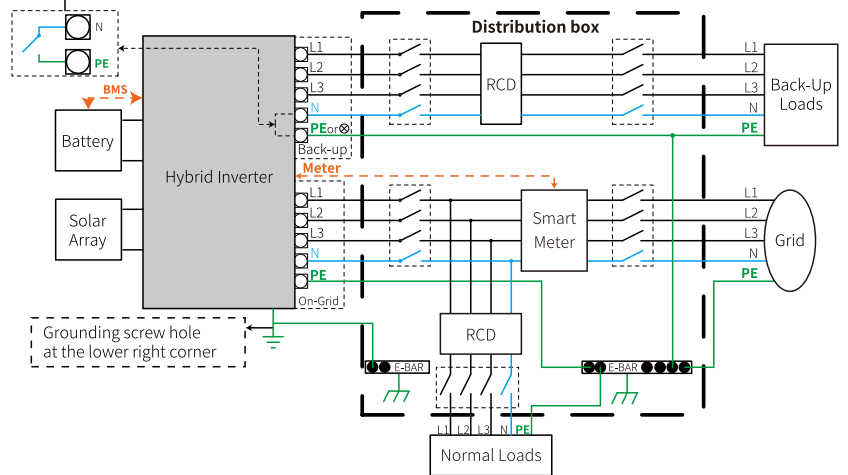 Distribution box
N
PE
BMS
Battery
Solar
Array
Hybrid Inverter
L1
L2
L3
N
PEor⊗
Back-up
RCD
L1
L2
L3
N
PE
Back-Up
Loads
Meter
L1
L2
L3
N
PE
On-Grid
Smart
Meter
L1
L2
L3
N
PE
Grid
RCD
Grounding screw hole
at the lower right corner
E-BAR
E-BAR
L1 L2 L3 N PE
Normal Loads